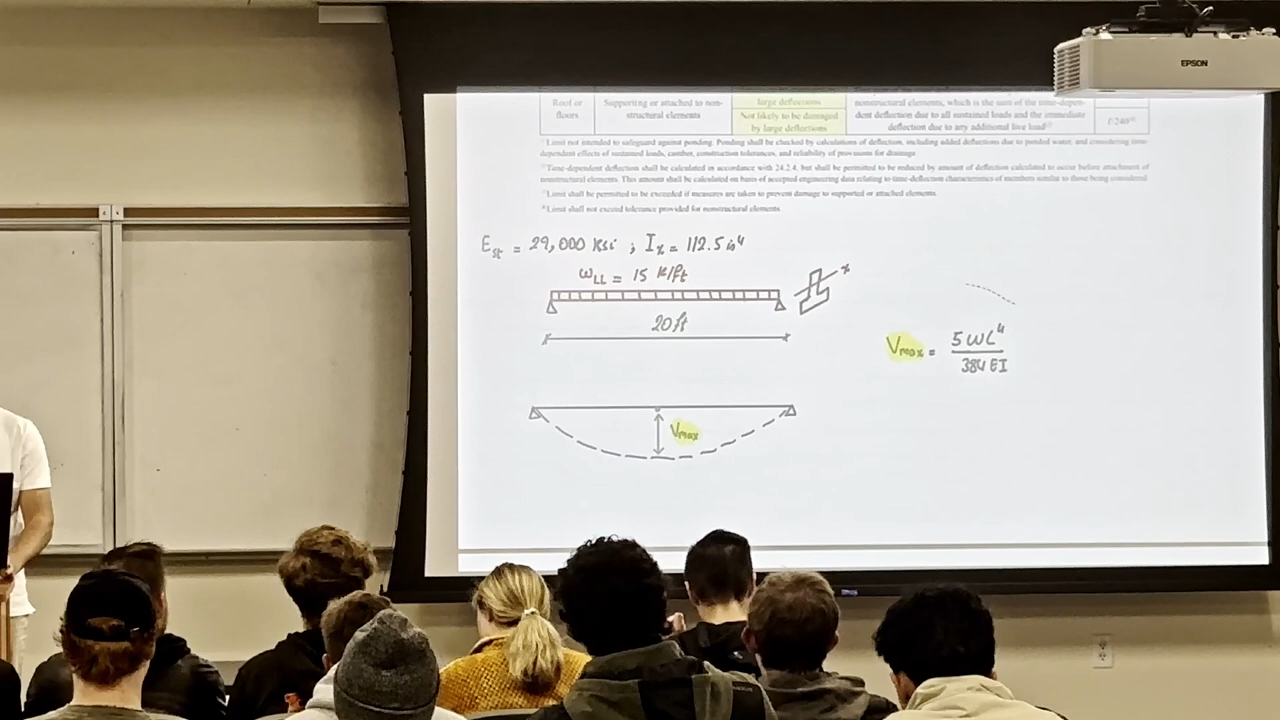 EPSON
Roof or floors
Supporting or attached to non-structural elements
large deflections
Not likely to be damaged by large deflections
nonstructural elements, which is the sum of the time-dependent deflection due to all sustained loads and the immediate deflection due to any additional live load
ℓ/240
Limit not intended to safeguard against ponding. Ponding shall be checked by calculations of deflection, including added deflections due to ponded water, and considering time-
dependent effects of sustained loads, camber, construction tolerances, and reliability of provisions for drainage.
Time-dependent deflection shall be calculated in accordance with 24.2.4, but shall be permitted to be reduced by amount of deflection calculated to occur before attachment of
nonstructural elements. This amount shall be calculated on basis of accepted engineering data relating to time-deflection characteristics of members similar to those being considered
Limit shall be permitted to be exceeded if measures are taken to prevent damage to supported or attached elements.
Limit shall not exceed tolerance provided for nonstructural elements.
E_st = 29,000 ksi ; I_x = 112.5 in⁴
ω_LL = 15 k/ft
x
20 ft
V_max = 5ωL⁴ / 384EI
V_max